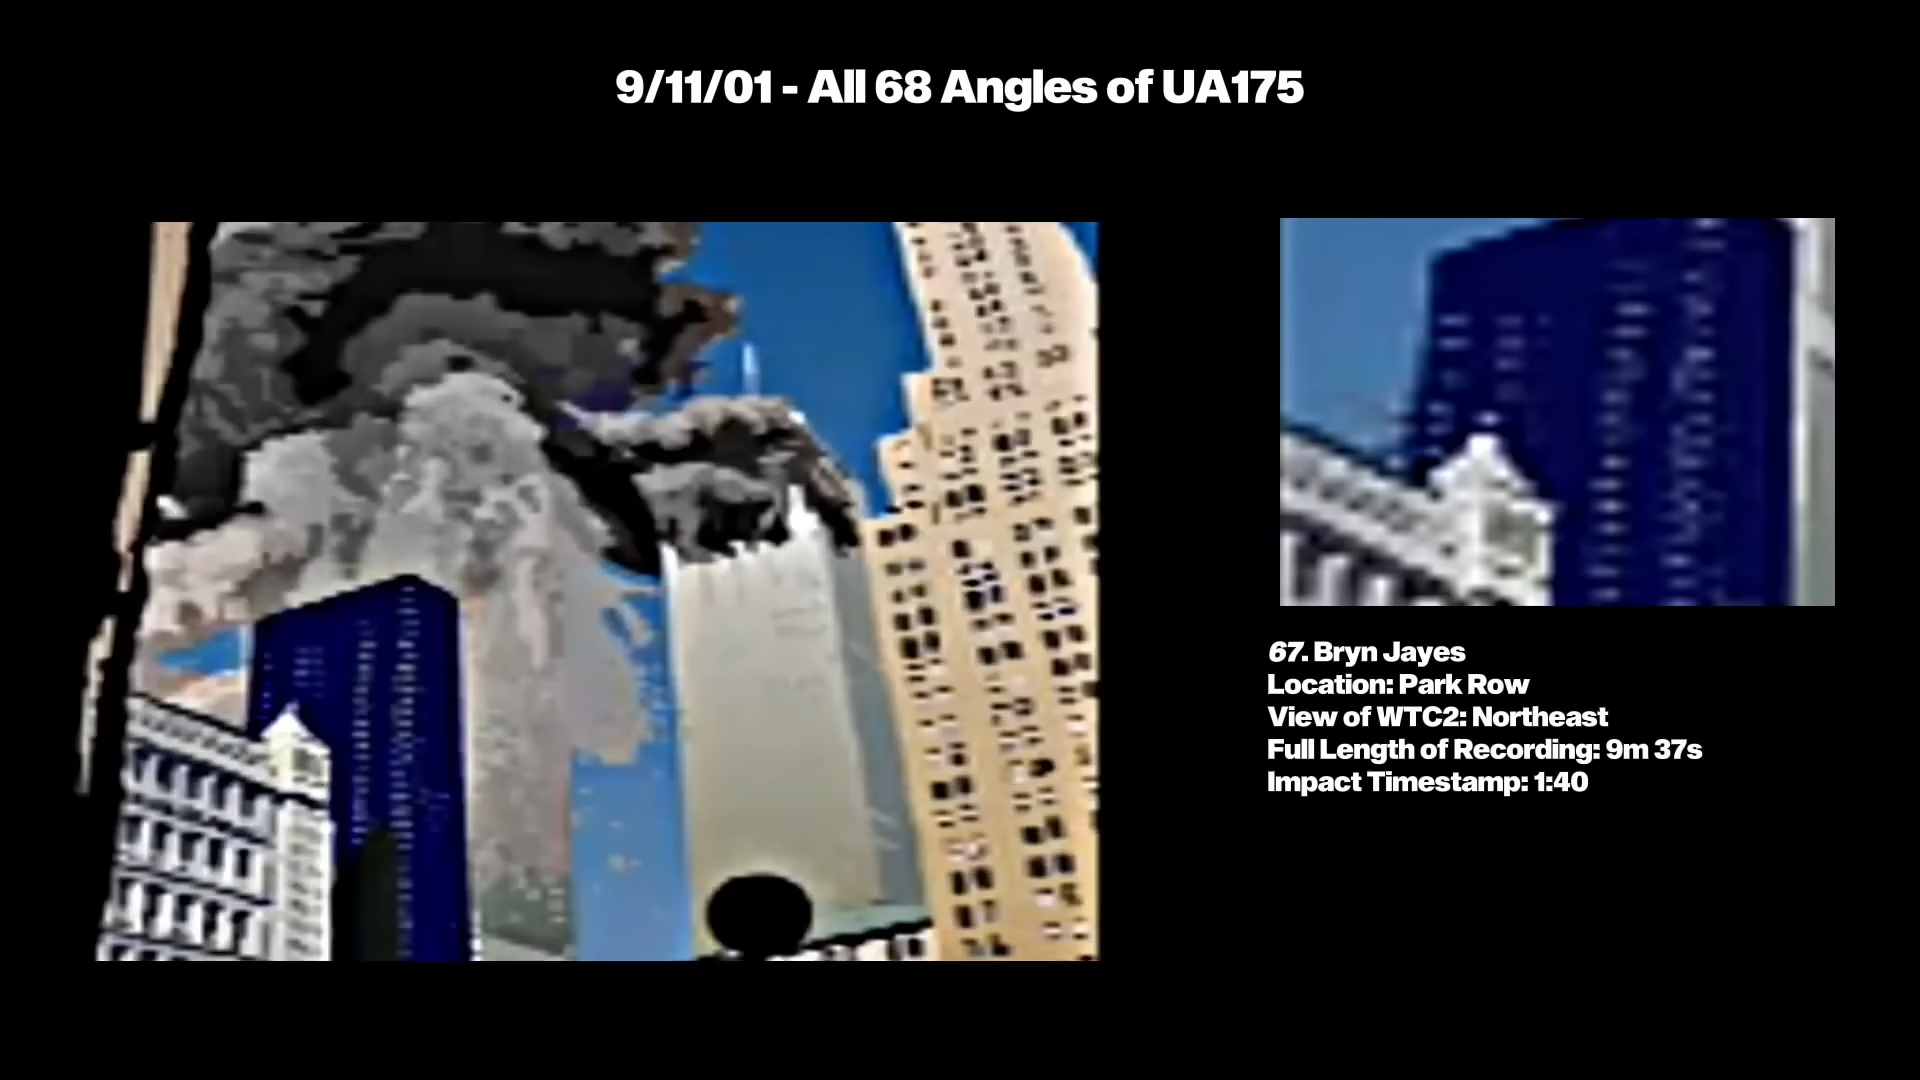 9/11/01 - All 68 Angles of UA175
67. Bryn Jayes
Location: Park Row
View of WTC2: Northeast
Full Length of Recording: 9m 37s
Impact Timestamp: 1:40